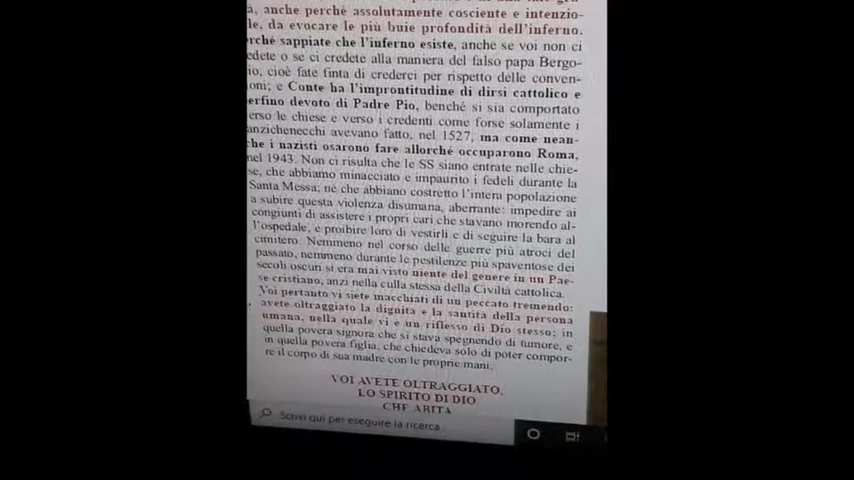 a, anche perché assolutamente cosciente e intenzio-
le, da evocare le più buie profondità dell'inferno.
rché sappiate che l'inferno esiste, anche se voi non ci
edete o se ci credete alla maniera del falso papa Bergo-
io, cioè fate finta di crederci per rispetto delle conven-
oni; e Conte ha l'improntitudine di dirsi cattolico e
erfino devoto di Padre Pio, benché si sia comportato
erso le chiese e verso i credenti come forse solamente i
anzichenecchi avevano fatto, nel 1527, ma come nean-
che i nazisti osarono fare allorché occuparono Roma,
nel 1943. Non ci risulta che le SS siano entrate nelle chie-
se, che abbiamo minacciato e impaurito i fedeli durante la
Santa Messa; né che abbiano costretto l'intera popolazione
a subire questa violenza disumana, aberrante: impedire ai
congiunti di assistere i propri cari che stavano morendo al-
l'ospedale, e proibire loro di vestirli e di seguire la bara al
cimitero. Nemmeno nel corso delle guerre più atroci del
passato, nemmeno durante le pestilenze più spaventose dei
secoli oscuri si era mai visto niente del genere in un Pae-
se cristiano, anzi nella culla stessa della Civiltà cattolica.
Voi pertanto vi siete macchiati di un peccato tremendo:
avete oltraggiato la dignità e la santità della persona
umana, nella quale vi è un riflesso di Dio stesso: in
quella povera signora che si stava spegnendo di tumore, e
in quella povera figlia, che chiedeva solo di poter compor-
re il corpo di sua madre con le proprie mani,
VOI AVETE OLTRAGGIATO.
LO SPIRITO DI DIO
CHE ABITA
Scrivi qui per eseguire la ricerca